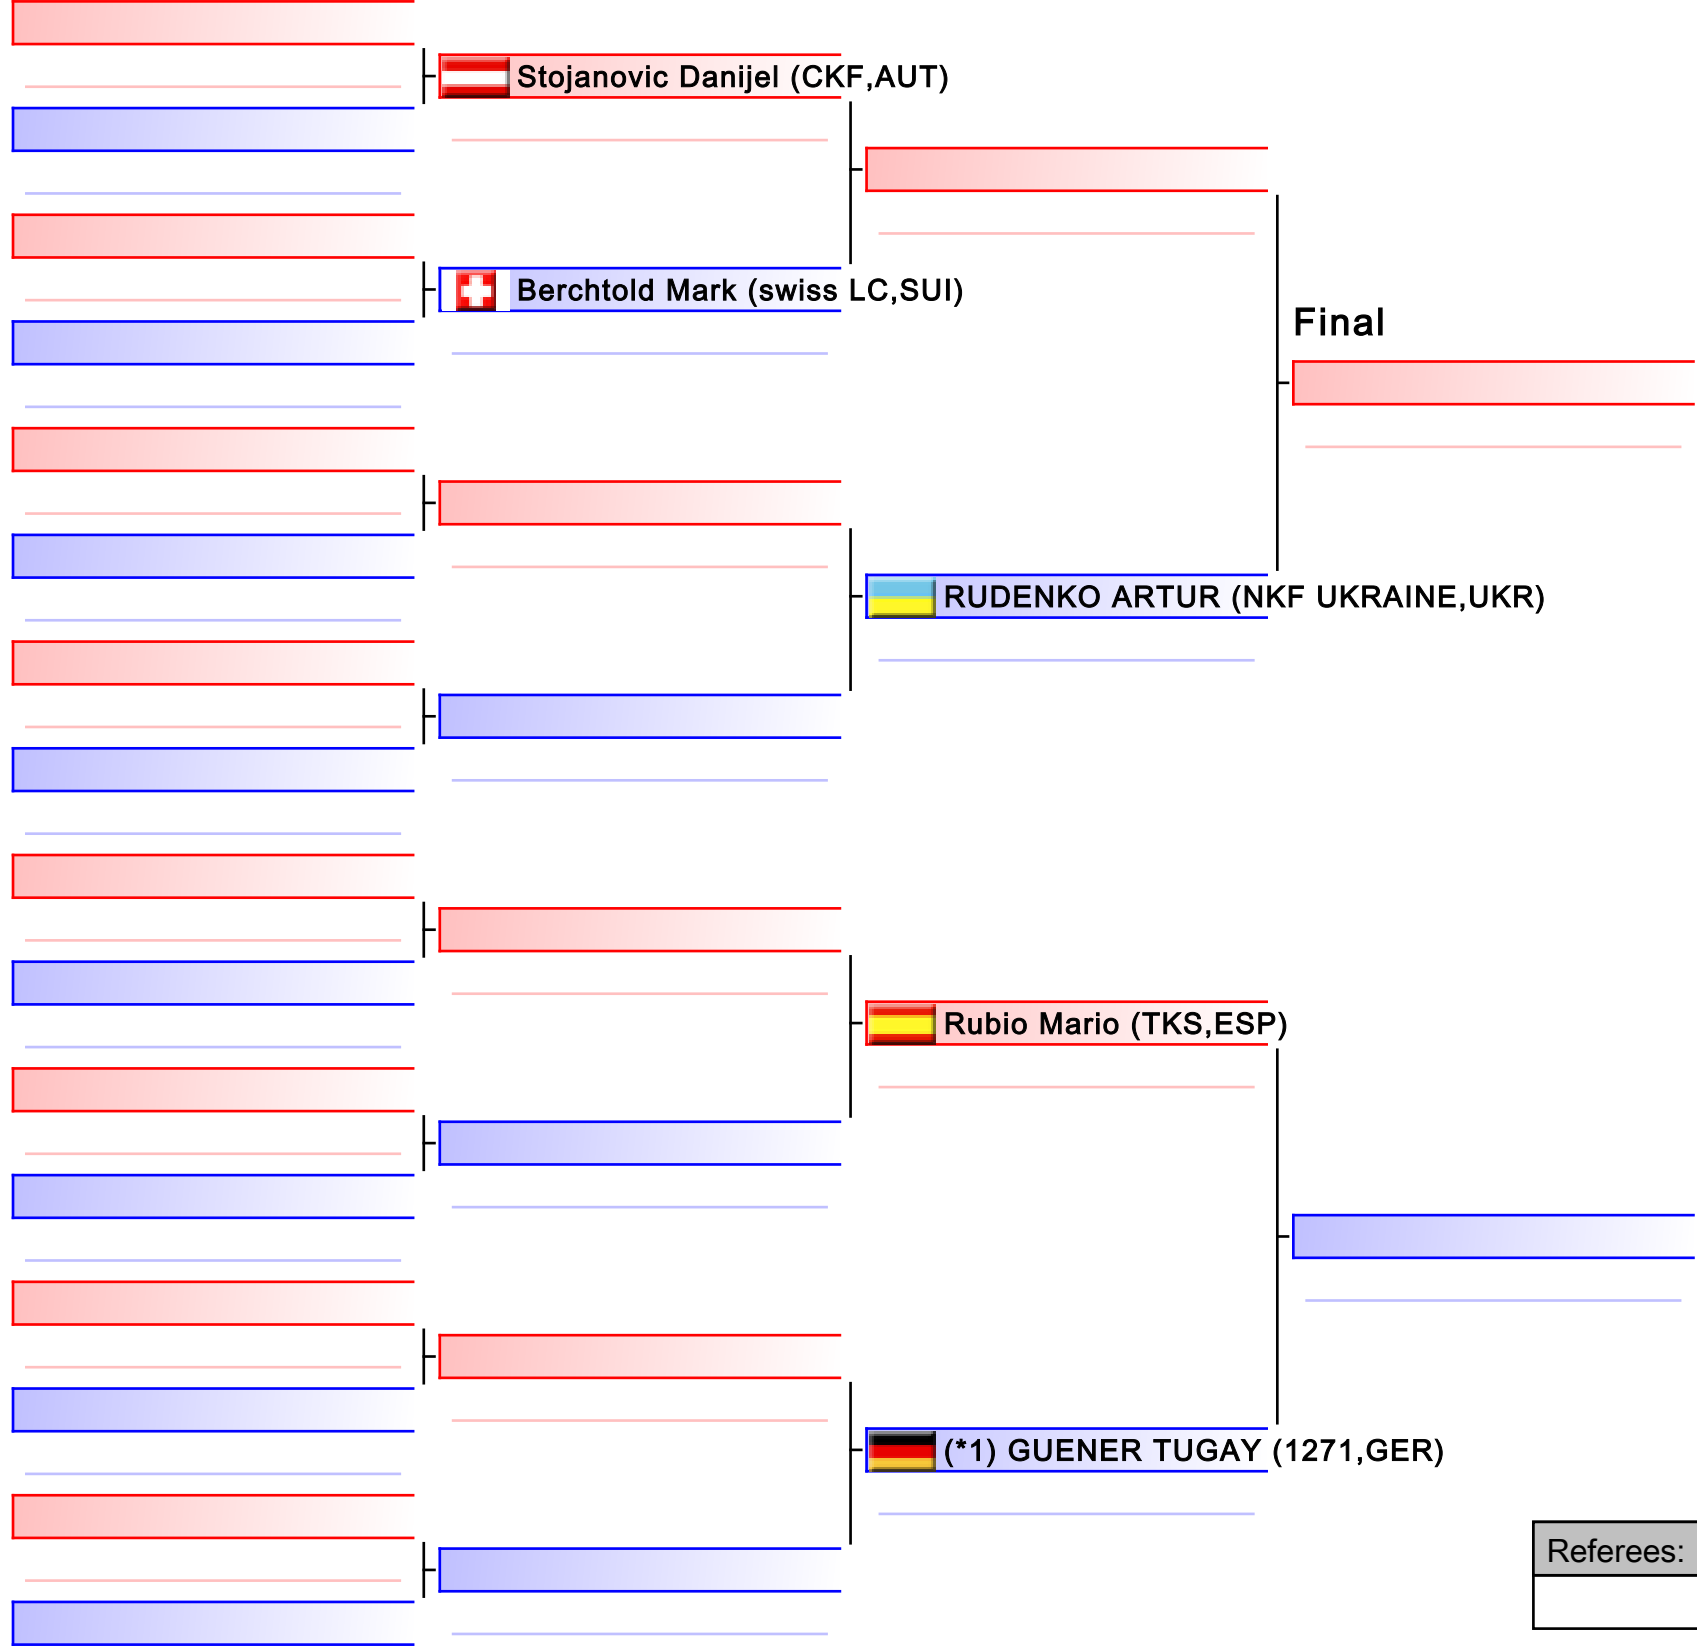 Stojanovic Danijel (CKF,AUT)
Berchtold Mark (swiss LC,SUI)
Final
RUDENKO ARTUR (NKF UKRAINE,UKR)
Rubio Mario (TKS,ESP)
(*1) GUENER TUGAY (1271,GER)
Referees: